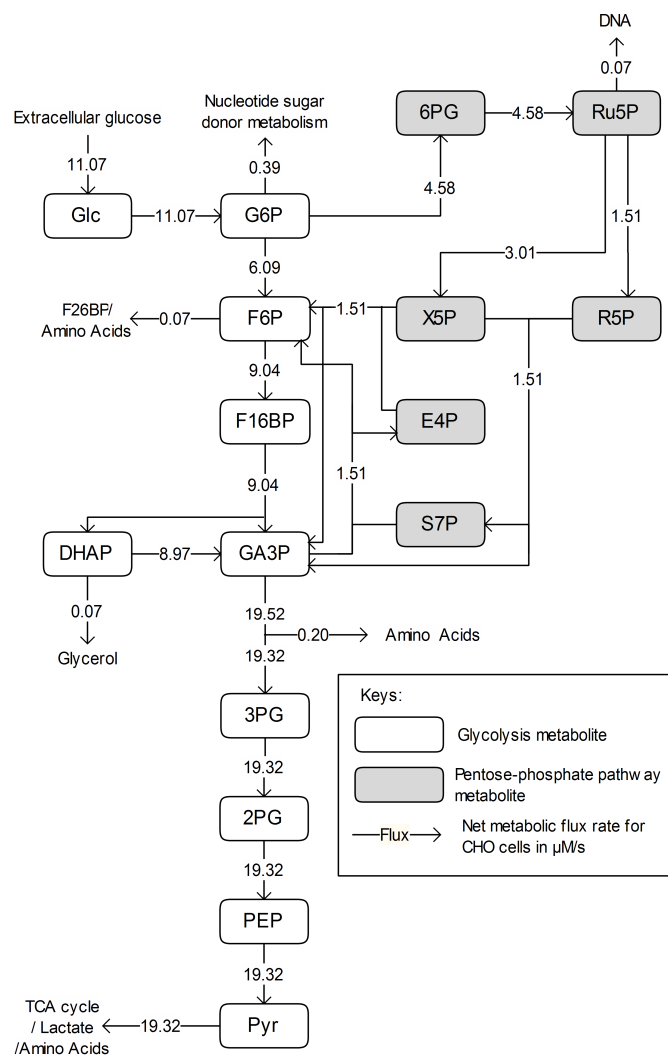 DNA
0.07
Extracellular glucose
Nucleotide sugar
donor metabolism
6PG
4.58
Ru5P
11.07
0.39
4.58
Glc
11.07
G6P
1.51
6.09
3.01
F26BP/
Amino Acids
0.07
F6P
1.51
X5P
R5P
9.04
1.51
F16BP
E4P
9.04
1.51
S7P
DHAP
8.97
GA3P
0.07
19.52
Glycerol
0.20
Amino Acids
19.32
3PG
19.32
2PG
19.32
PEP
19.32
Pyr
19.32
TCA cycle
/ Lactate
/Amino Acids
Keys:
Glycolysis metabolite
Pentose-phosphate pathway
metabolite
Flux
Net metabolic flux rate for
CHO cells in µM/s